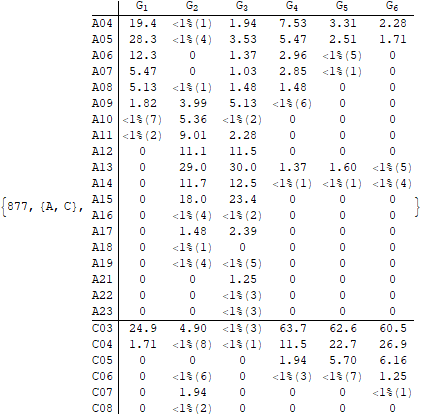 G1 G2 G3 G4 G5 G6
A04 19.4 <1%(1) 1.94 7.53 3.31 2.28
A05 28.3 <1%(4) 3.53 5.47 2.51 1.71
A06 12.3 0 1.37 2.96 <1%(5) 0
A07 5.47 0 1.03 2.85 <1%(1) 0
A08 5.13 <1%(1) 1.48 1.48 0 0
A09 1.82 3.99 5.13 <1%(6) 0 0
A10 <1%(7) 5.36 <1%(2) 0 0 0
A11 <1%(2) 9.01 2.28 0 0 0
A12 0 11.1 11.5 0 0 0
A13 0 29.0 30.0 1.37 1.60 <1%(5)
A14 0 11.7 12.5 <1%(1) <1%(1) <1%(4)
{877, {A, C}, A15 0 18.0 23.4 0 0 0 }
A16 0 <1%(4) <1%(2) 0 0 0
A17 0 1.48 2.39 0 0 0
A18 0 <1%(1) 0 0 0 0
A19 0 <1%(4) <1%(5) 0 0 0
A21 0 0 1.25 0 0 0
A22 0 0 <1%(3) 0 0 0
A23 0 0 <1%(3) 0 0 0
C03 24.9 4.90 <1%(3) 63.7 62.6 60.5
C04 1.71 <1%(8) <1%(1) 11.5 22.7 26.9
C05 0 0 0 1.94 5.70 6.16
C06 0 <1%(6) 0 <1%(3) <1%(7) 1.25
C07 0 1.94 0 0 0 <1%(1)
C08 0 <1%(2) 0 0 0 0